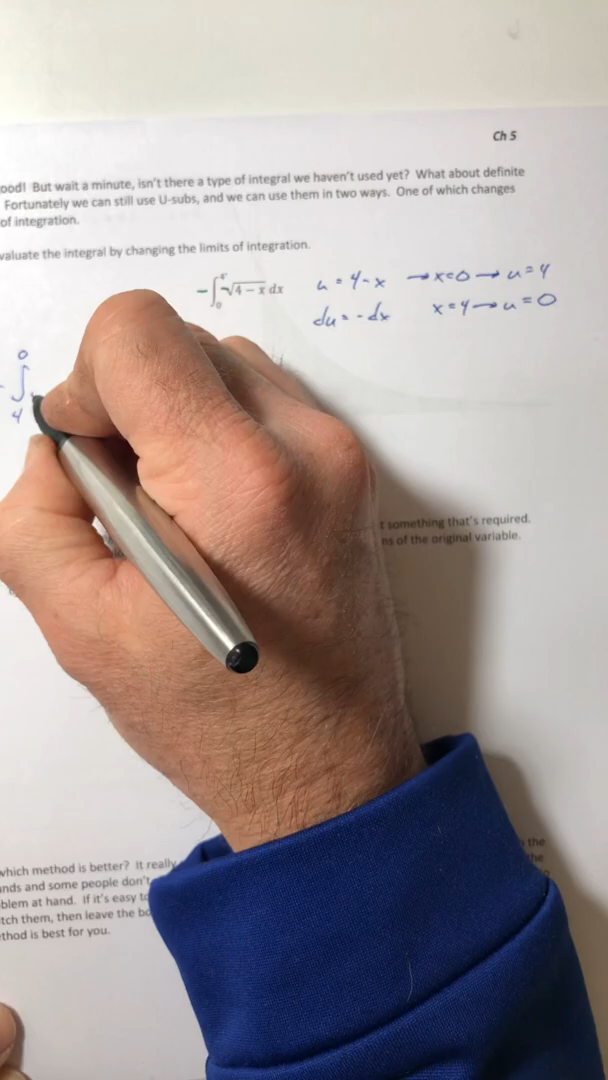 Ch 5
ood! But wait a minute, isn't there a type of integral we haven't used yet? What about definite
Fortunately we can still use U-subs, and we can use them in two ways. One of which changes
of integration.
valuate the integral by changing the limits of integration.
-∫₀⁴ -√4 - x dx u = 4-x → x=0 → u=4
du = -dx x=4 → u=0
- ∫₄⁰
t something that's required.
ns of the original variable.
which method is better? It really
the
ands and some people don't
the
blem at hand. If it's easy to
tch them, then leave the bo
ethod is best for you.